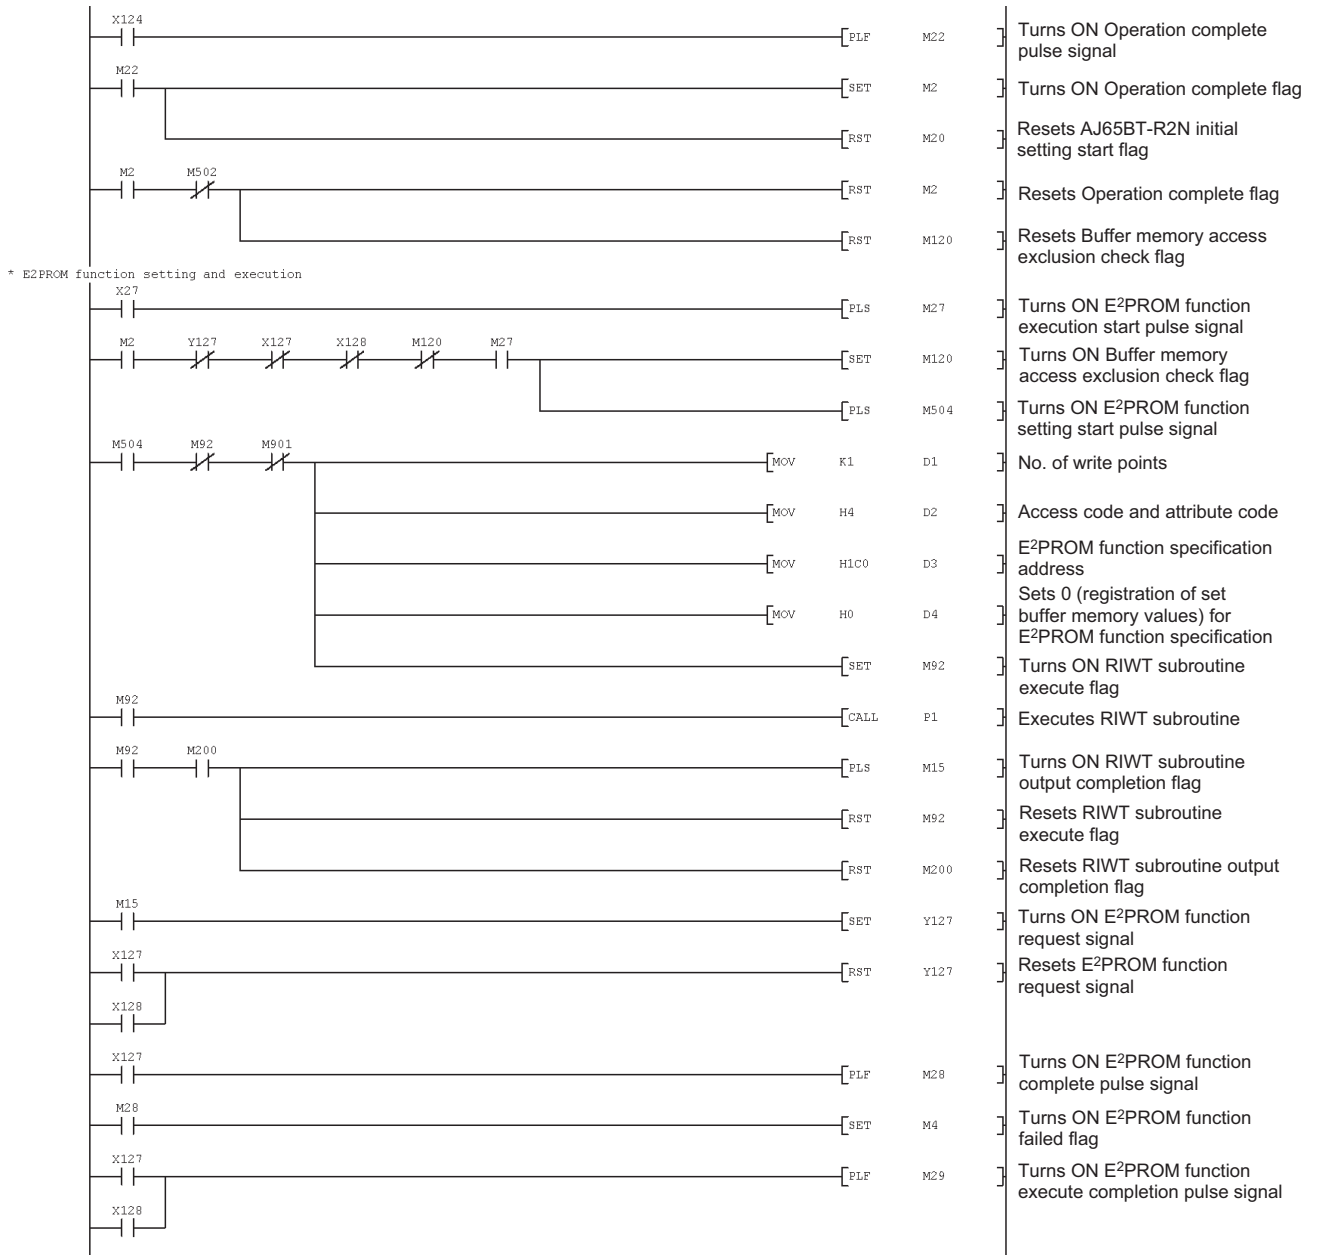 X124
PLF M22
Turns ON Operation complete
pulse signal
M22
SET M2
Turns ON Operation complete flag
RST M20
Resets AJ65BT-R2N initial
setting start flag
M2 M502
RST M2
Resets Operation complete flag
RST M120
Resets Buffer memory access
exclusion check flag
* E2PROM function setting and execution
X27
PLS M27
Turns ON E²PROM function
execution start pulse signal
M2 Y127 X127 X128 M120 M27
SET M120
Turns ON Buffer memory
access exclusion check flag
PLS M504
Turns ON E²PROM function
setting start pulse signal
M504 M92 M901
MOV K1 D1
No. of write points
MOV H4 D2
Access code and attribute code
MOV H1C0 D3
E²PROM function specification
address
MOV H0 D4
Sets 0 (registration of set
buffer memory values) for
E²PROM function specification
SET M92
Turns ON RIWT subroutine
execute flag
M92
CALL P1
Executes RIWT subroutine
M92 M200
PLS M15
Turns ON RIWT subroutine
output completion flag
RST M92
Resets RIWT subroutine
execute flag
RST M200
Resets RIWT subroutine output
completion flag
M15
SET Y127
Turns ON E²PROM function
request signal
X127
RST Y127
Resets E²PROM function
request signal
X128
X127
PLF M28
Turns ON E²PROM function
complete pulse signal
M28
SET M4
Turns ON E²PROM function
failed flag
X127
PLF M29
Turns ON E²PROM function
execute completion pulse signal
X128